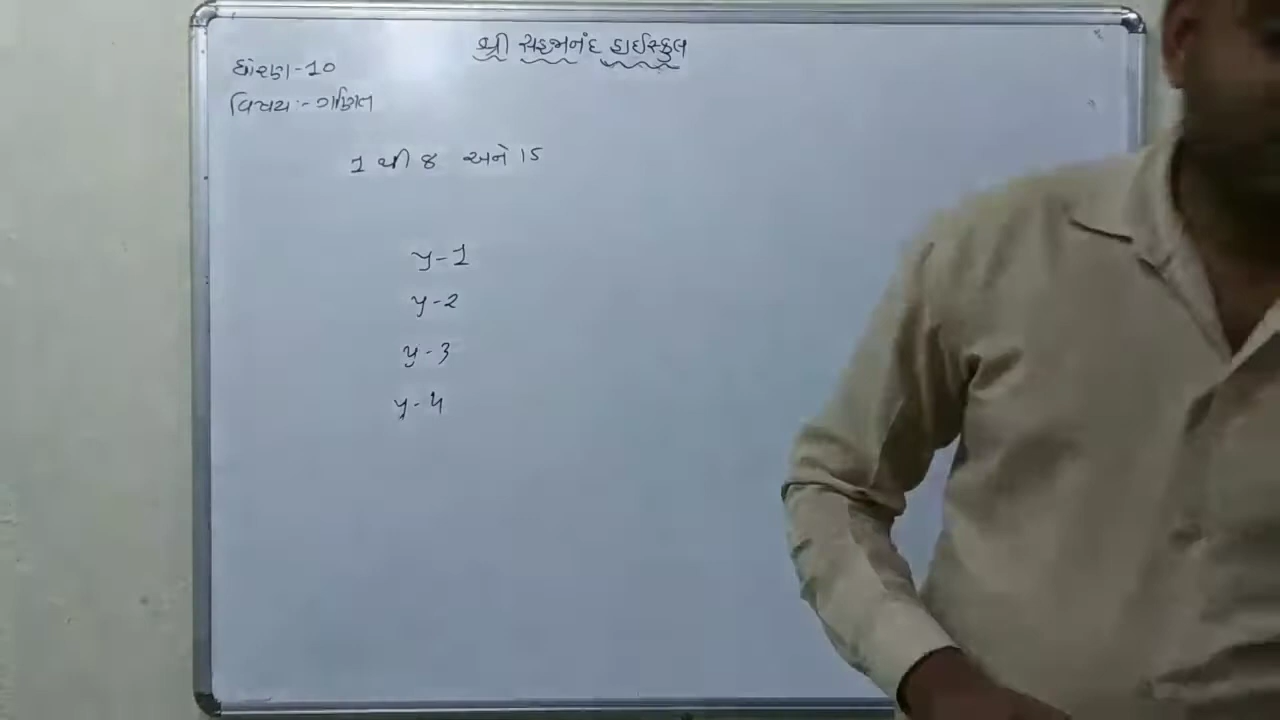 શ્રી સહજાનંદ હાઈસ્કુલ
ધોરણ-10
વિષય:- ગણિત
1 થી 8 અને 15
પ્ર-1
પ્ર-2
પ્ર-3
પ્ર-4